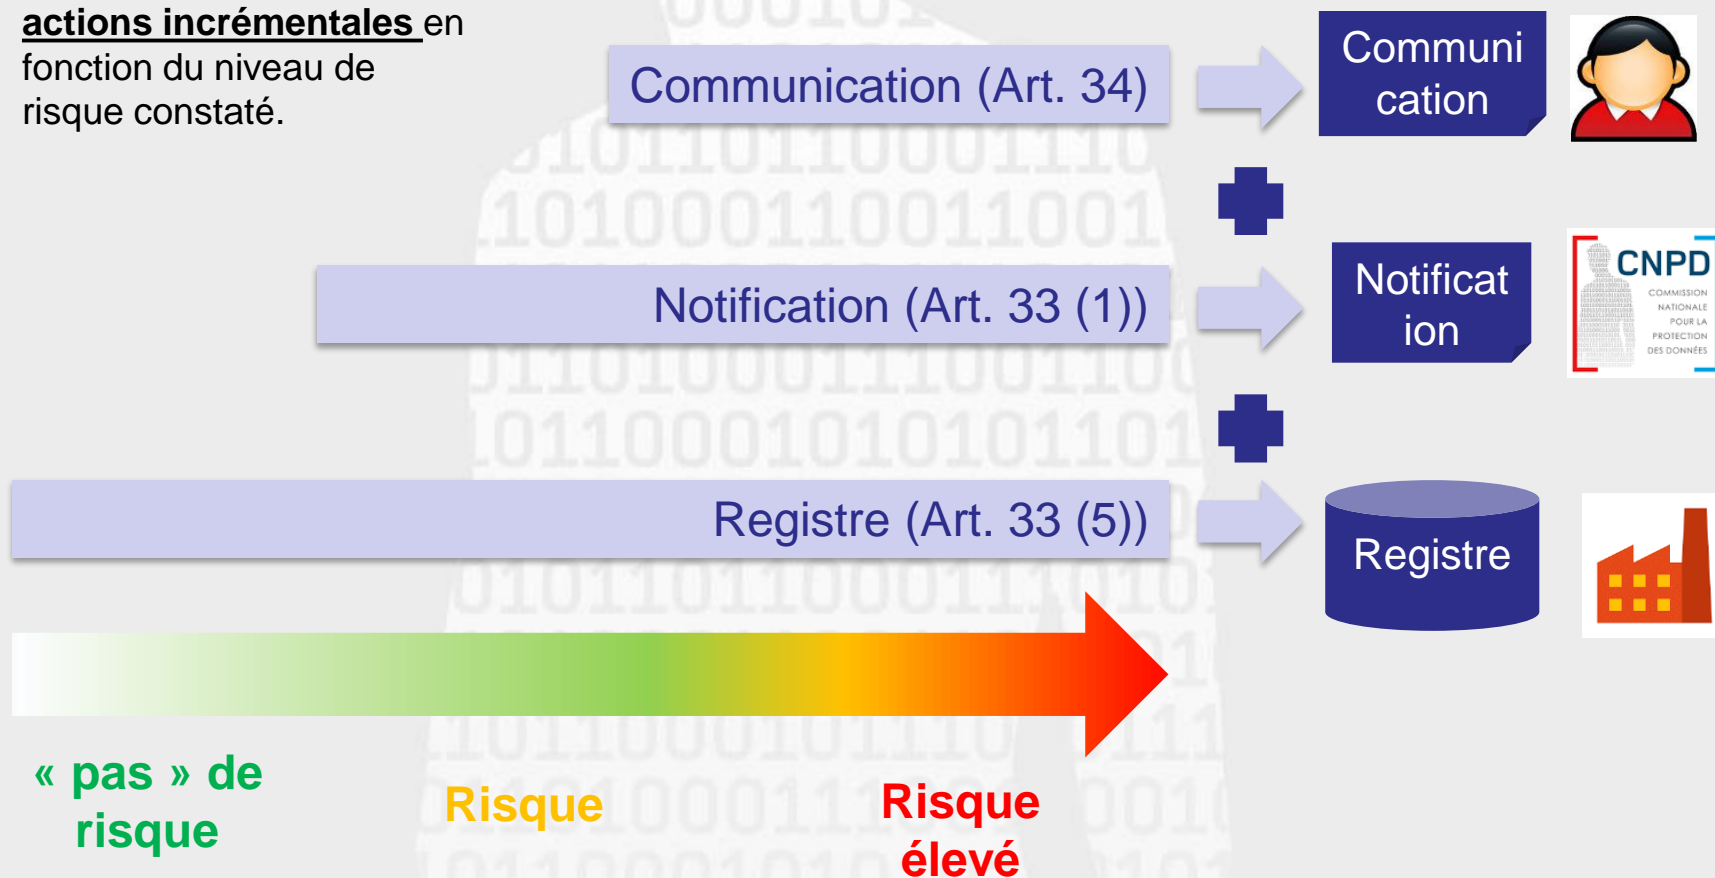 actions incrémentales en
fonction du niveau de
risque constaté.
Communication (Art. 34)
Communi
cation
Notification (Art. 33 (1))
Notificat
ion
CNPD
COMMISSION
NATIONALE
POUR LA
PROTECTION
DES DONNÉES
Registre (Art. 33 (5))
Registre
« pas » de
risque
Risque
Risque
élevé